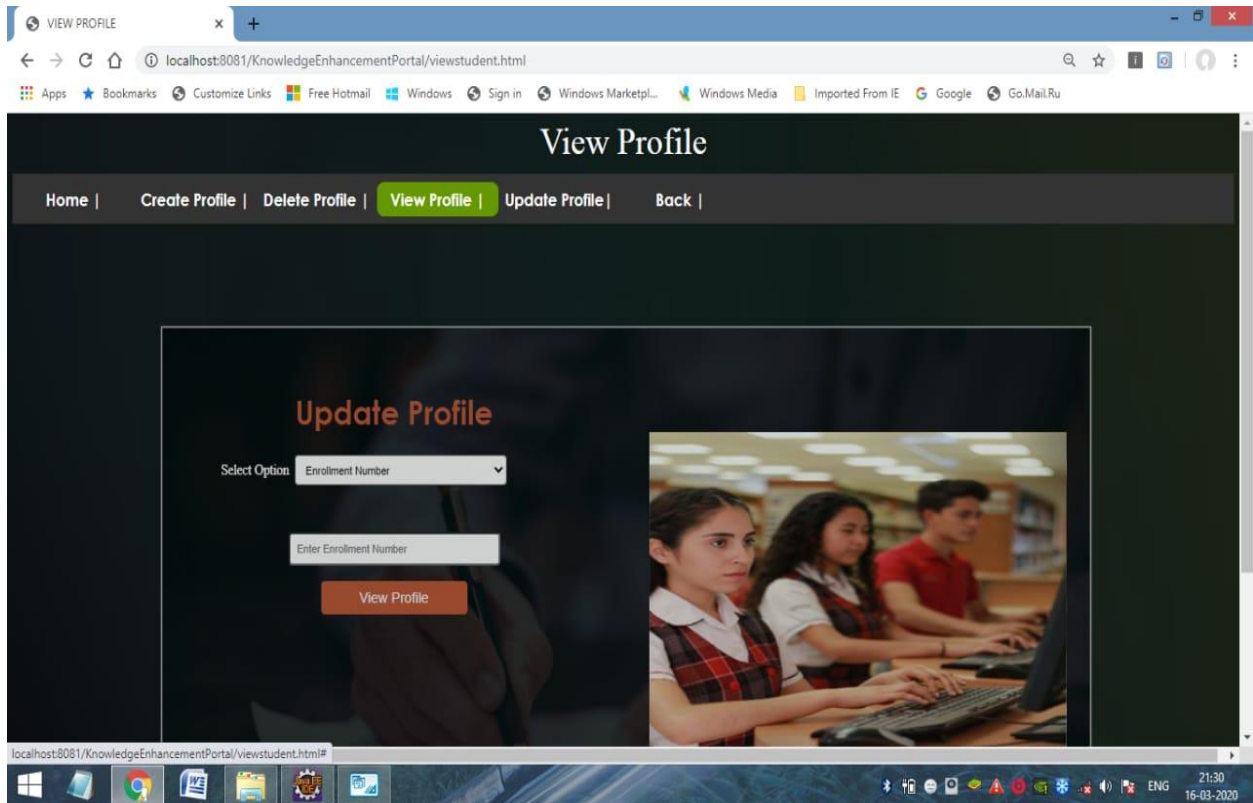 VIEW PROFILE
localhost:8081/KnowledgeEnhancementPortal/viewstudent.html
Apps Bookmarks Customize Links Free Hotmail Windows Sign in Windows Marketpl... Windows Media Imported From IE Google Go.Mail.Ru
View Profile
Home | Create Profile | Delete Profile | View Profile | Update Profile | Back |
Update Profile
Select Option Enrollment Number
Enter Enrollment Number
View Profile
localhost:8081/KnowledgeEnhancementPortal/viewstudent.html#
ENG 21:30
16-03-2020